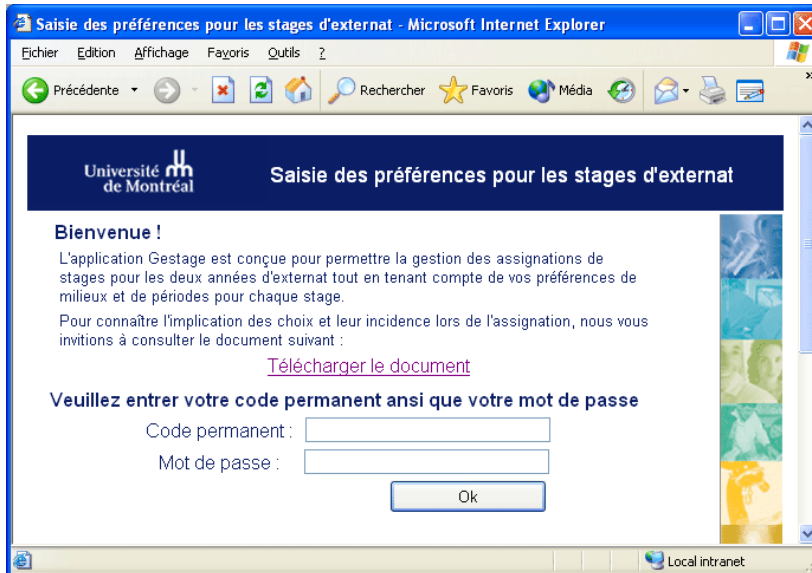 Saisie des préférences pour les stages d'externat - Microsoft Internet Explorer
Fichier Edition Affichage Favoris Outils ?
Précédente Rechercher Favoris Média
Université
de Montréal
Saisie des préférences pour les stages d'externat
Bienvenue !
L'application Gestage est conçue pour permettre la gestion des assignations de
stages pour les deux années d'externat tout en tenant compte de vos préférences de
milieux et de périodes pour chaque stage.
Pour connaître l'implication des choix et leur incidence lors de l'assignation, nous vous
invitions à consulter le document suivant :
Télécharger le document
Veuillez entrer votre code permanent ansi que votre mot de passe
Code permanent :
Mot de passe :
Ok
Local intranet